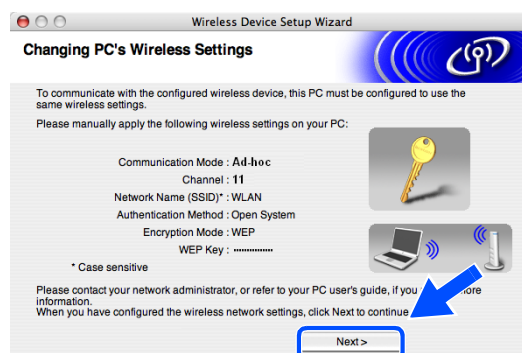 Wireless Device Setup Wizard
Changing PC's Wireless Settings
To communicate with the configured wireless device, this PC must be configured to use the
same wireless settings.
Please manually apply the following wireless settings on your PC:
Communication Mode : Ad-hoc
Channel : 11
Network Name (SSID)* : WLAN
Authentication Method : Open System
Encryption Mode : WEP
WEP Key : ••••••••••••••
* Case sensitive
Please contact your network administrator, or refer to your PC user's guide, if you
information.
When you have configured the wireless network settings, click Next to continue
Next >